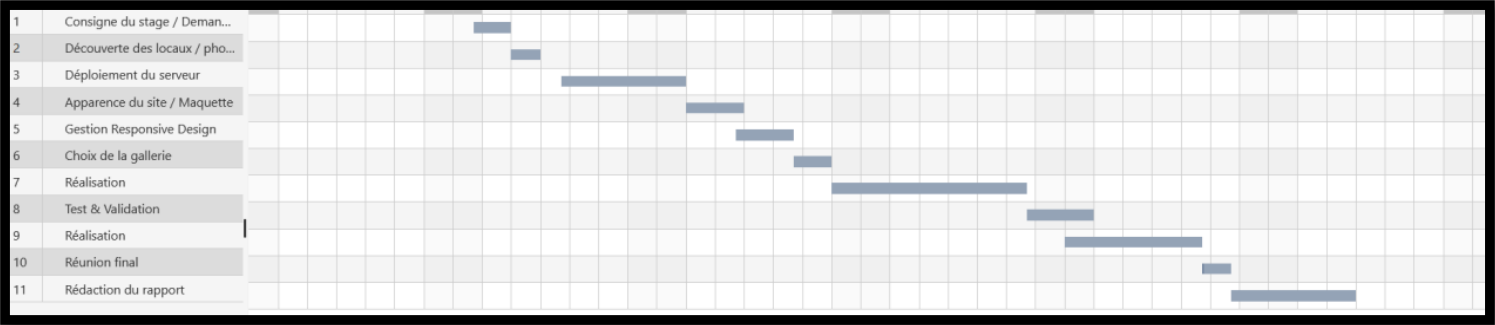 1 Consigne du stage / Deman...
2 Découverte des locaux / pho...
3 Déploiement du serveur
4 Apparence du site / Maquette
5 Gestion Responsive Design
6 Choix de la gallerie
7 Réalisation
8 Test & Validation
9 Réalisation
10 Réunion final
11 Rédaction du rapport